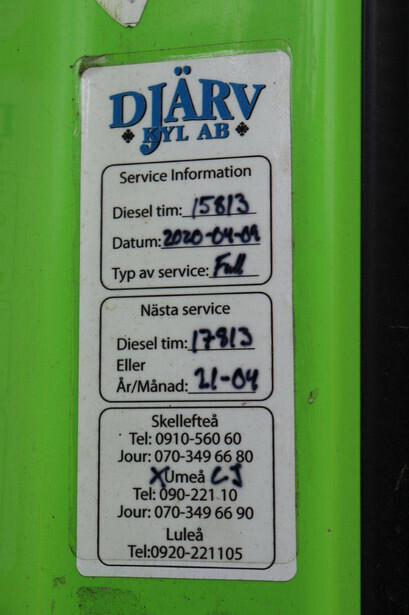 DJÄRV
KYL AB
Service Information
Diesel tim: 15813
Datum: 2020-04-09
Typ av service: Full
Nästa service
Diesel tim: 17813
Eller
År/Månad: 21-04
Skellefteå
Tel: 0910-560 60
Jour: 070-349 66 80
XUmeå CJ
Tel: 090-221 10
Jour: 070-349 66 90
Luleå
Tel:0920-221105